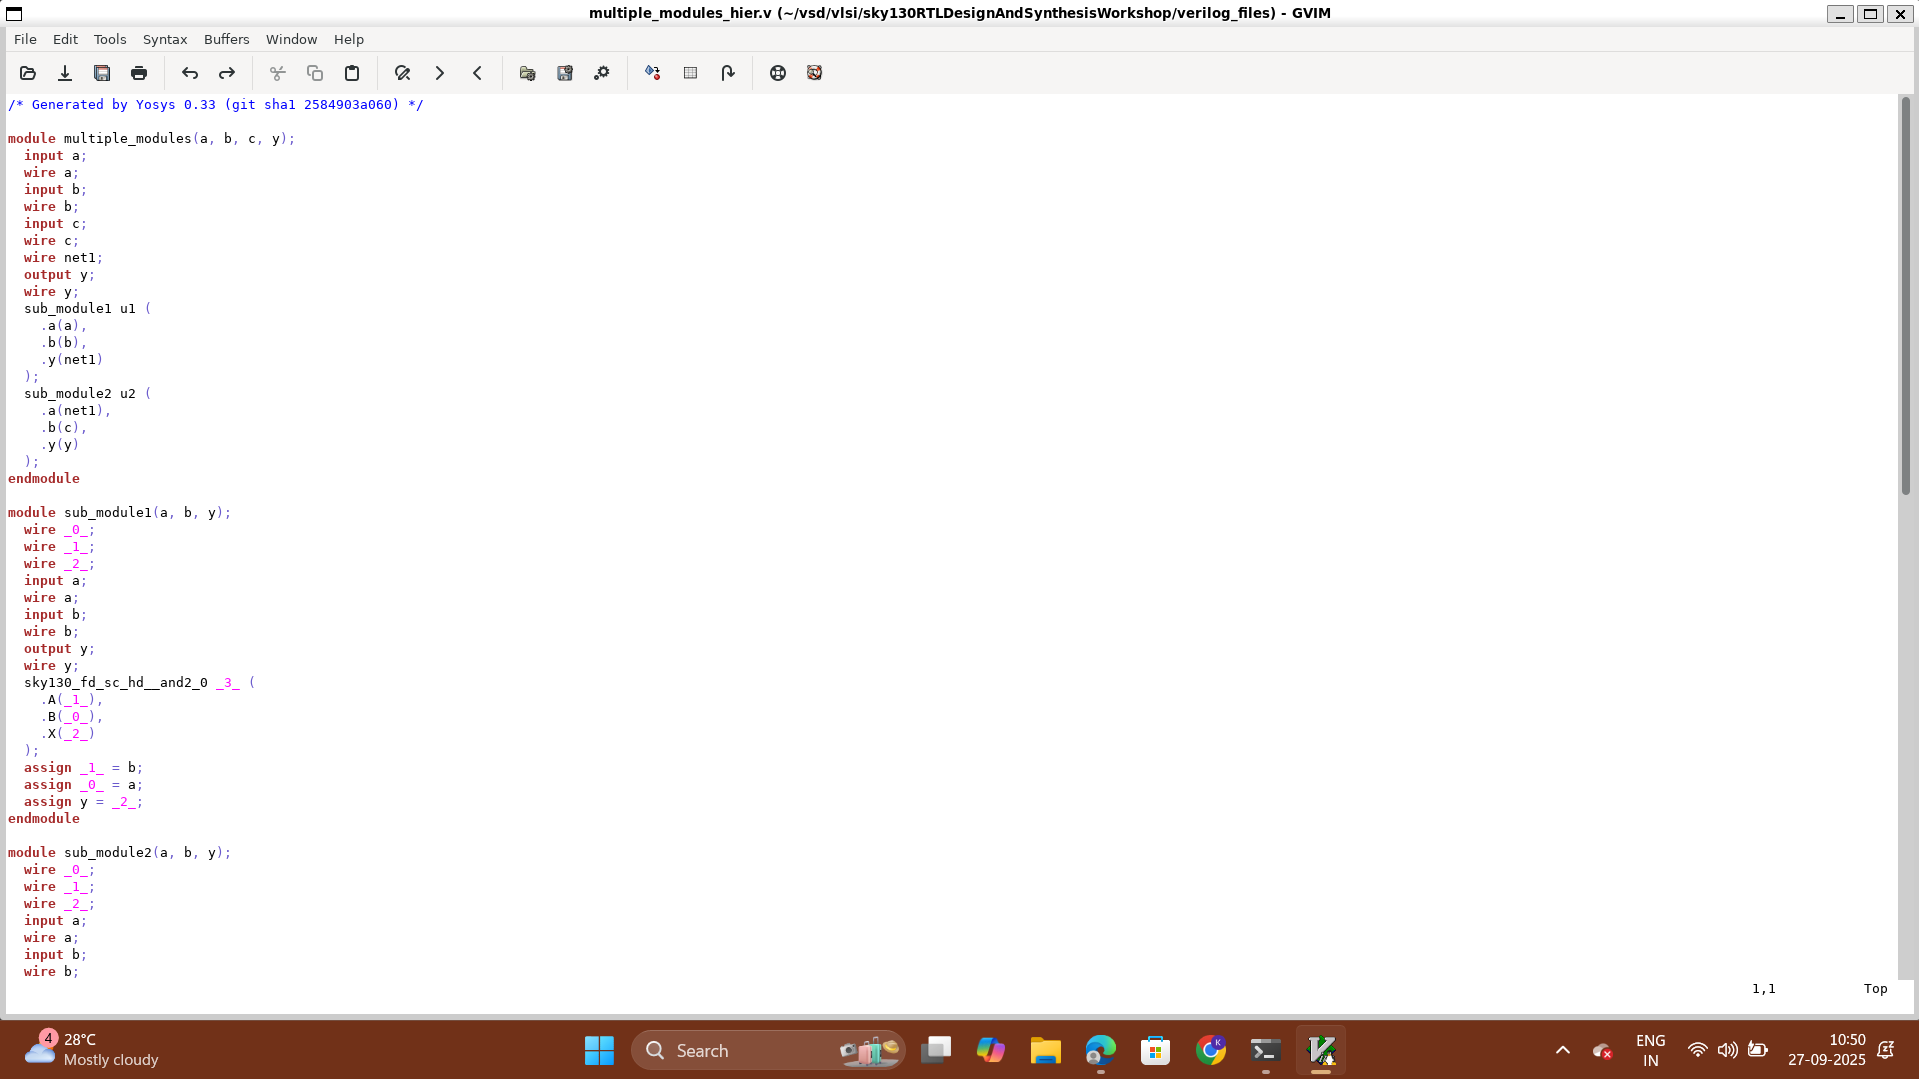 multiple_modules_hier.v (~/vsd/vlsi/sky130RTLDesignAndSynthesisWorkshop/verilog_files) - GVIM
File Edit Tools Syntax Buffers Window Help
/* Generated by Yosys 0.33 (git sha1 2584903a060) */
module multiple_modules(a, b, c, y);
  input a;
  wire a;
  input b;
  wire b;
  input c;
  wire c;
  wire net1;
  output y;
  wire y;
  sub_module1 u1 (
    .a(a),
    .b(b),
    .y(net1)
  );
  sub_module2 u2 (
    .a(net1),
    .b(c),
    .y(y)
  );
endmodule
module sub_module1(a, b, y);
  wire _0_;
  wire _1_;
  wire _2_;
  input a;
  wire a;
  input b;
  wire b;
  output y;
  wire y;
  sky130_fd_sc_hd__and2_0 _3_ (
    .A(_1_),
    .B(_0_),
    .X(_2_)
  );
  assign _1_ = b;
  assign _0_ = a;
  assign y = _2_;
endmodule
module sub_module2(a, b, y);
  wire _0_;
  wire _1_;
  wire _2_;
  input a;
  wire a;
  input b;
  wire b;
1,1 Top
4
28°C
Mostly cloudy
Search
K
ENG
IN
10:50
27-09-2025